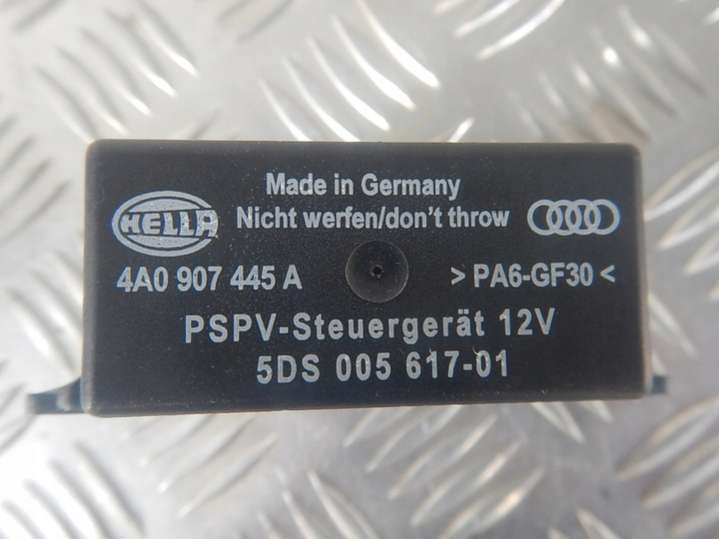 Made in Germany
HELLA Nicht werfen/don't throw
4A0 907 445 A >PA6-GF30<
PSPV-Steuergerät 12V
5DS 005 617-01